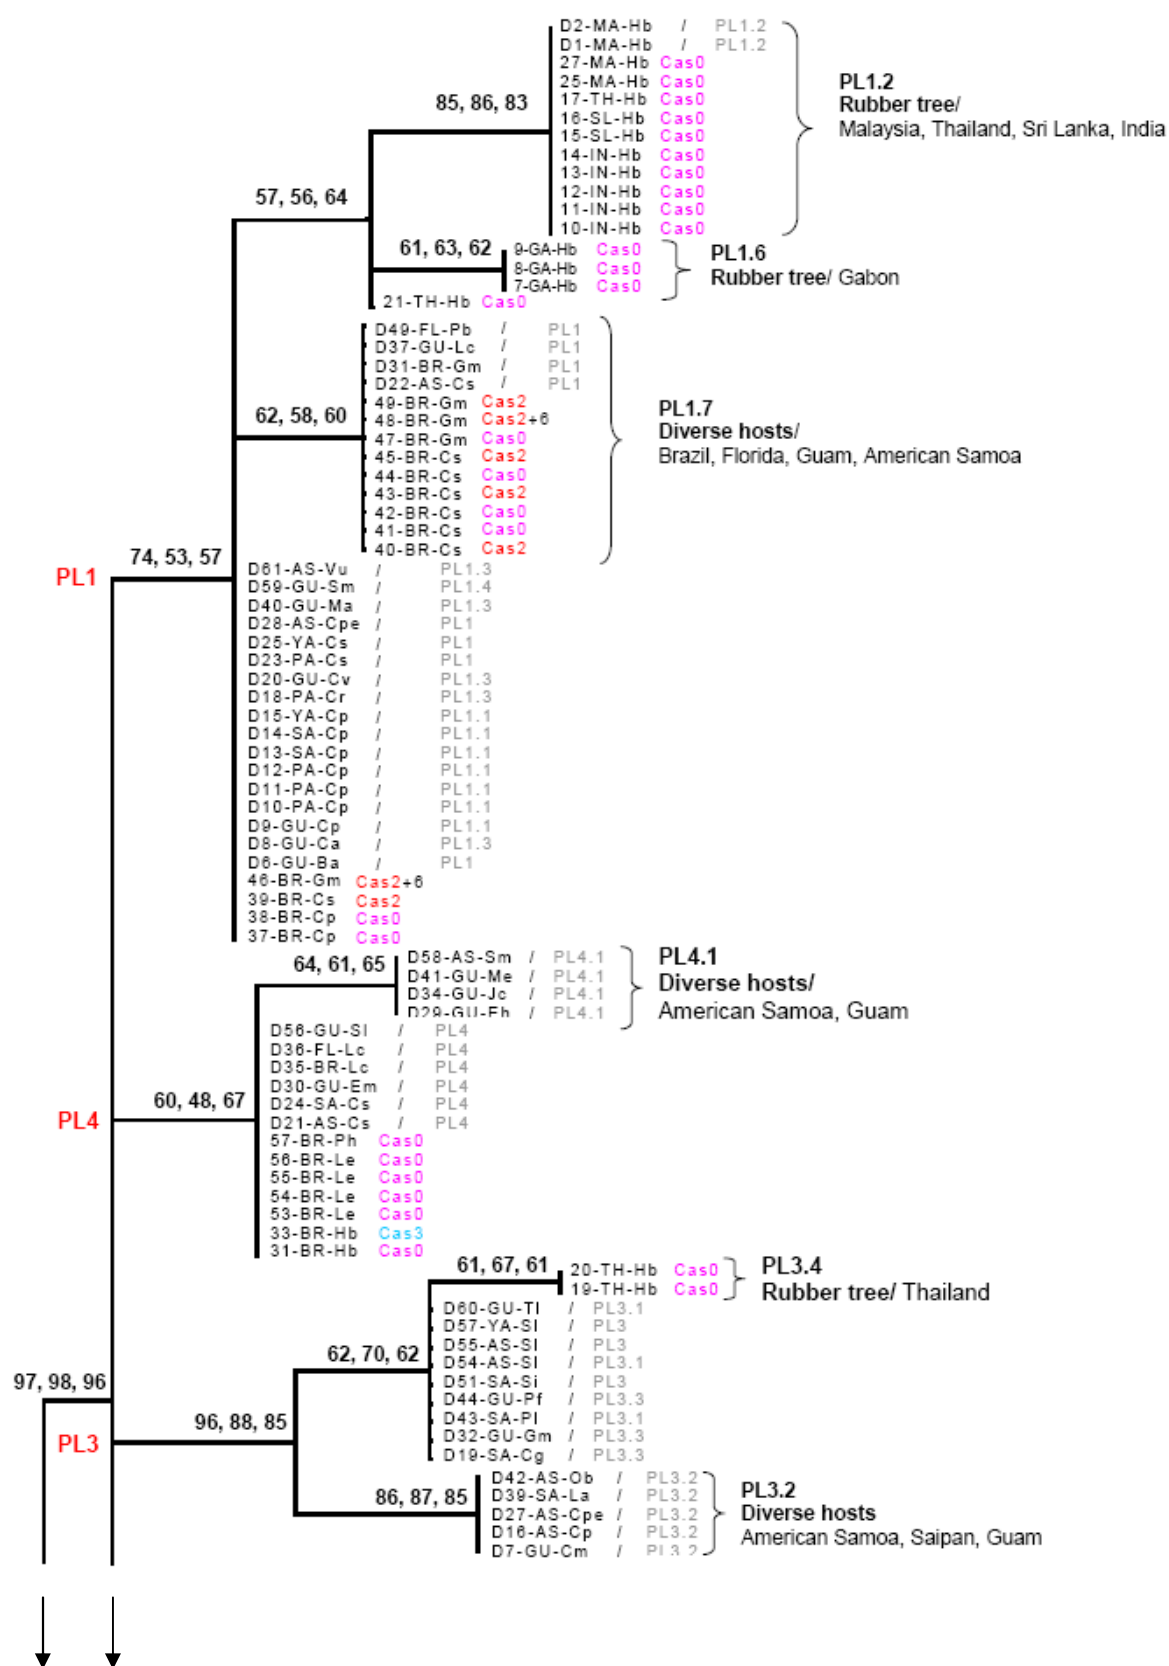 D2-MA-Hb / PL1.2
D1-MA-Hb / PL1.2
27-MA-Hb Cas0
25-MA-Hb Cas0
17-TH-Hb Cas0
16-SL-Hb Cas0
15-SL-Hb Cas0
14-IN-Hb Cas0
13-IN-Hb Cas0
12-IN-Hb Cas0
11-IN-Hb Cas0
10-IN-Hb Cas0
85, 86, 83
PL1.2
Rubber tree/
Malaysia, Thailand, Sri Lanka, India
57, 56, 64
61, 63, 62
9-GA-Hb Cas0
8-GA-Hb Cas0
7-GA-Hb Cas0
PL1.6
Rubber tree/ Gabon
21-TH-Hb Cas0
D49-FL-Pb / PL1
D37-GU-Lc / PL1
D31-BR-Gm / PL1
D22-AS-Cs / PL1
49-BR-Gm Cas2
48-BR-Gm Cas2+6
47-BR-Gm Cas0
45-BR-Cs Cas2
44-BR-Cs Cas0
43-BR-Cs Cas2
42-BR-Cs Cas0
41-BR-Cs Cas0
40-BR-Cs Cas2
62, 58, 60
PL1.7
Diverse hosts/
Brazil, Florida, Guam, American Samoa
74, 53, 57
PL1
D61-AS-Vu / PL1.3
D59-GU-Sm / PL1.4
D40-GU-Ma / PL1.3
D28-AS-Cpe / PL1
D25-YA-Cs / PL1
D23-PA-Cs / PL1
D20-GU-Cv / PL1.3
D18-PA-Cr / PL1.3
D15-YA-Cp / PL1.1
D14-SA-Cp / PL1.1
D13-SA-Cp / PL1.1
D12-PA-Cp / PL1.1
D11-PA-Cp / PL1.1
D10-PA-Cp / PL1.1
D9-GU-Cp / PL1.1
D8-GU-Ca / PL1.3
D6-GU-Ba / PL1
46-BR-Gm Cas2+6
39-BR-Cs Cas2
38-BR-Cp Cas0
37-BR-Cp Cas0
64, 61, 65
D58-AS-Sm / PL4.1
D41-GU-Me / PL4.1
D34-GU-Jc / PL4.1
D29-GU-Eh / PL4.1
PL4.1
Diverse hosts/
American Samoa, Guam
D56-GU-Sl / PL4
D36-FL-Lc / PL4
D35-BR-Lc / PL4
D30-GU-Em / PL4
D24-SA-Cs / PL4
D21-AS-Cs / PL4
57-BR-Ph Cas0
56-BR-Le Cas0
55-BR-Le Cas0
54-BR-Le Cas0
53-BR-Le Cas0
33-BR-Hb Cas3
31-BR-Hb Cas0
60, 48, 67
PL4
61, 67, 61
20-TH-Hb Cas0
19-TH-Hb Cas0
PL3.4
Rubber tree/ Thailand
D60-GU-Tl / PL3.1
D57-YA-Sl / PL3
D55-AS-Sl / PL3
D54-AS-Sl / PL3.1
D51-SA-Si / PL3
D44-GU-Pf / PL3.3
D43-SA-Pl / PL3.1
D32-GU-Gm / PL3.3
D19-SA-Cg / PL3.3
62, 70, 62
97, 98, 96
96, 88, 85
PL3
86, 87, 85
D42-AS-Ob / PL3.2
D39-SA-La / PL3.2
D27-AS-Cpe / PL3.2
D16-AS-Cp / PL3.2
D7-GU-Cm / PL3.2
PL3.2
Diverse hosts
American Samoa, Saipan, Guam